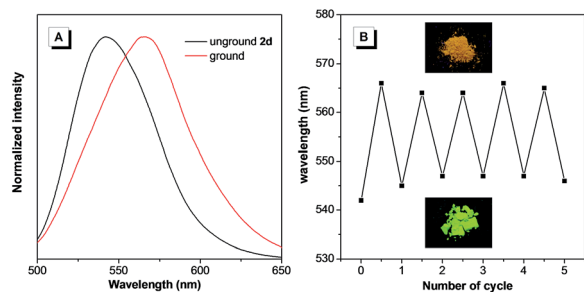 A
unground 2d
ground
Normalized intensity
500
550
600
650
Wavelength (nm)
B
580
570
560
550
540
530
wavelength (nm)
0
1
2
3
4
5
Number of cycle